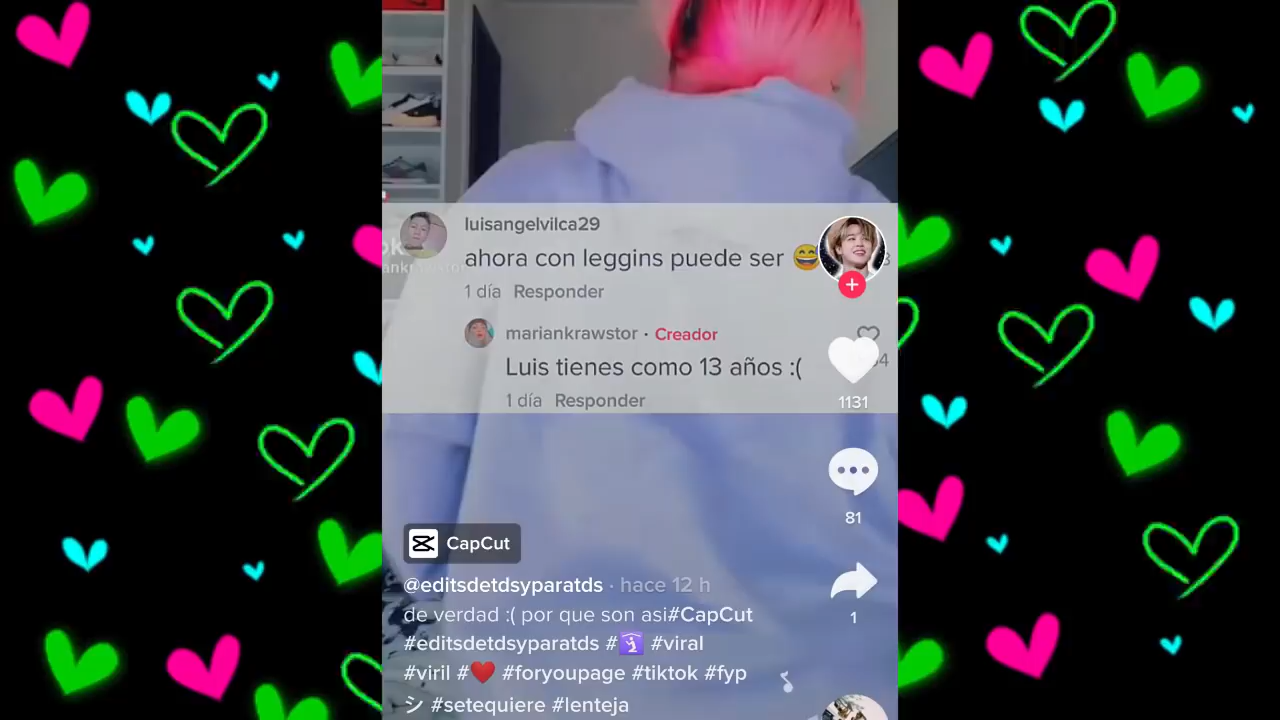 luisangelvilca29
ahora con leggins puede ser 😅
1 día Responder
mariankrawstor · Creador
Luis tienes como 13 años :(
1131
1 día Responder
81
CapCut
@editsdetdsyparatds · hace 12 h
de verdad :( por que son asi#CapCut
1
#editsdetdsyparatds #🛐 #viral
#viril #❤️ #foryoupage #tiktok #fyp
シ #setequiere #lenteja